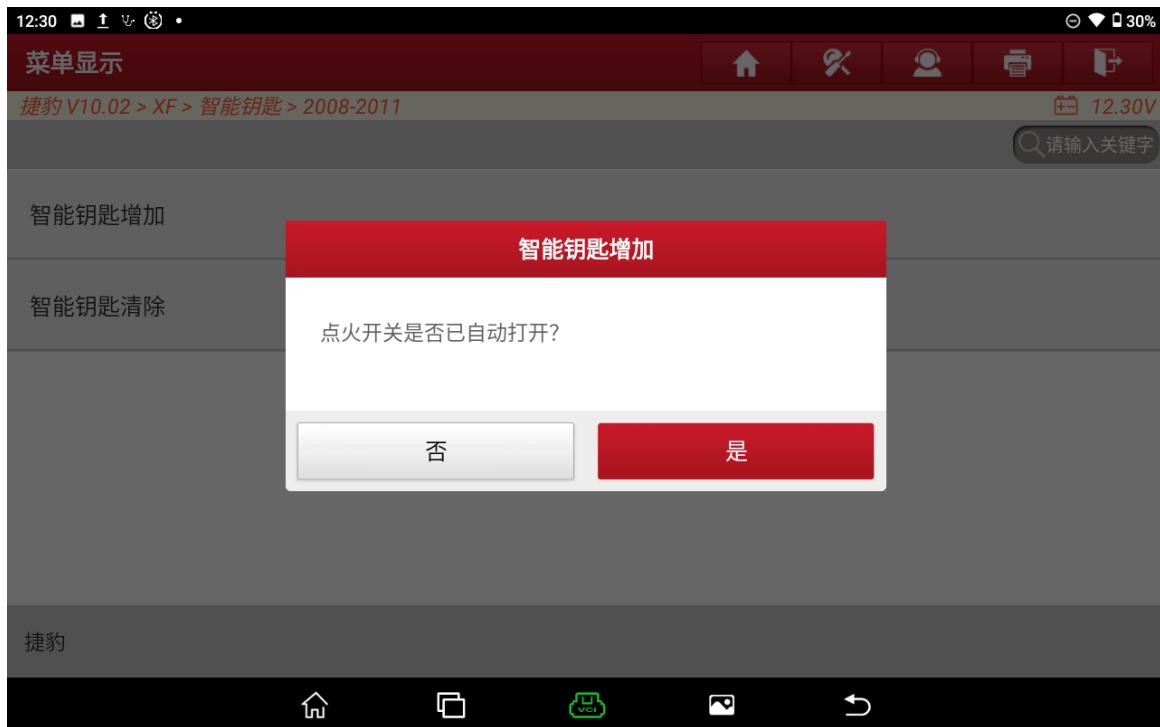 12:30
30%
菜单显示
捷豹 V10.02 > XF > 智能钥匙 > 2008-2011
12.30V
请输入关键字
智能钥匙增加
智能钥匙增加
点火开关是否已自动打开?
智能钥匙清除
否
是
捷豹
VCI